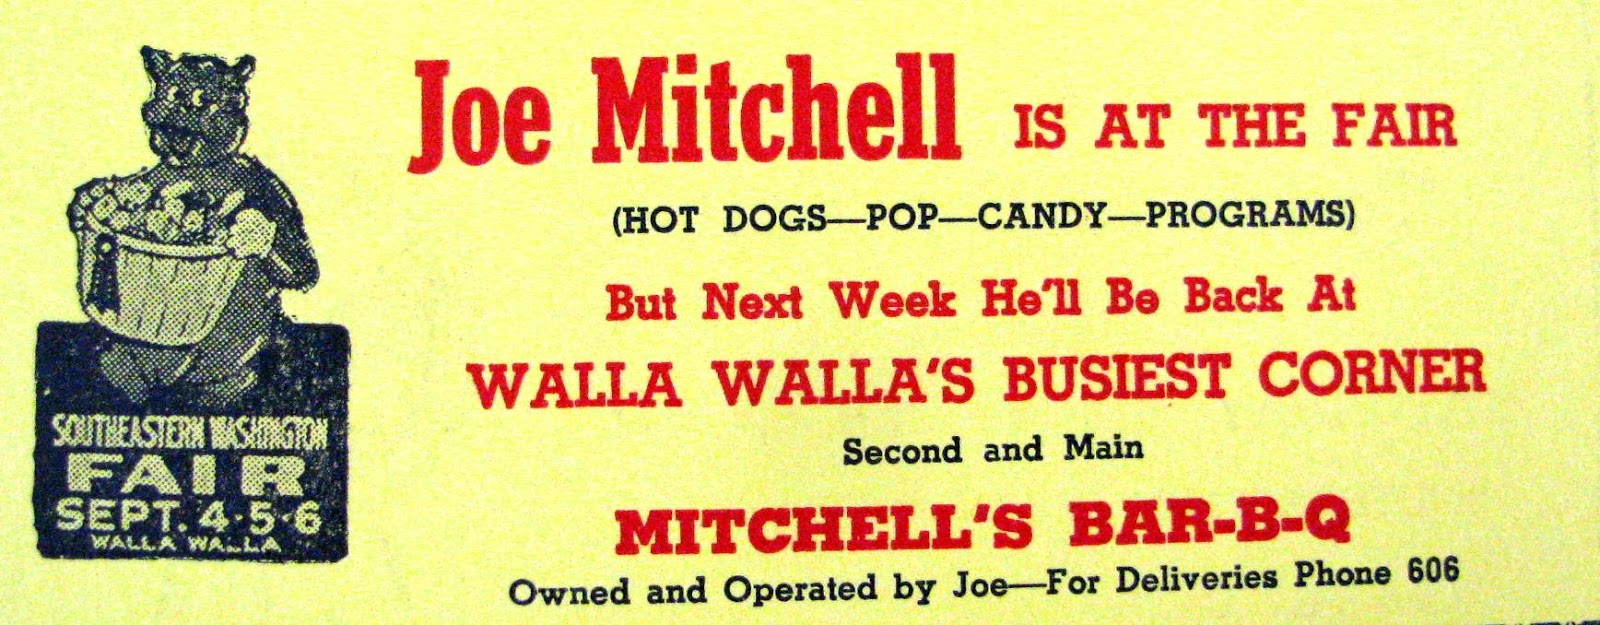 Joe Mitchell IS AT THE FAIR
(HOT DOGS—POP—CANDY—PROGRAMS)
But Next Week He'll Be Back At
WALLA WALLA'S BUSIEST CORNER
Second and Main
MITCHELL'S BAR-B-Q
Owned and Operated by Joe—For Deliveries Phone 606
SOUTHEASTERN WASHINGTON
FAIR
SEPT. 4·5·6
WALLA WALLA